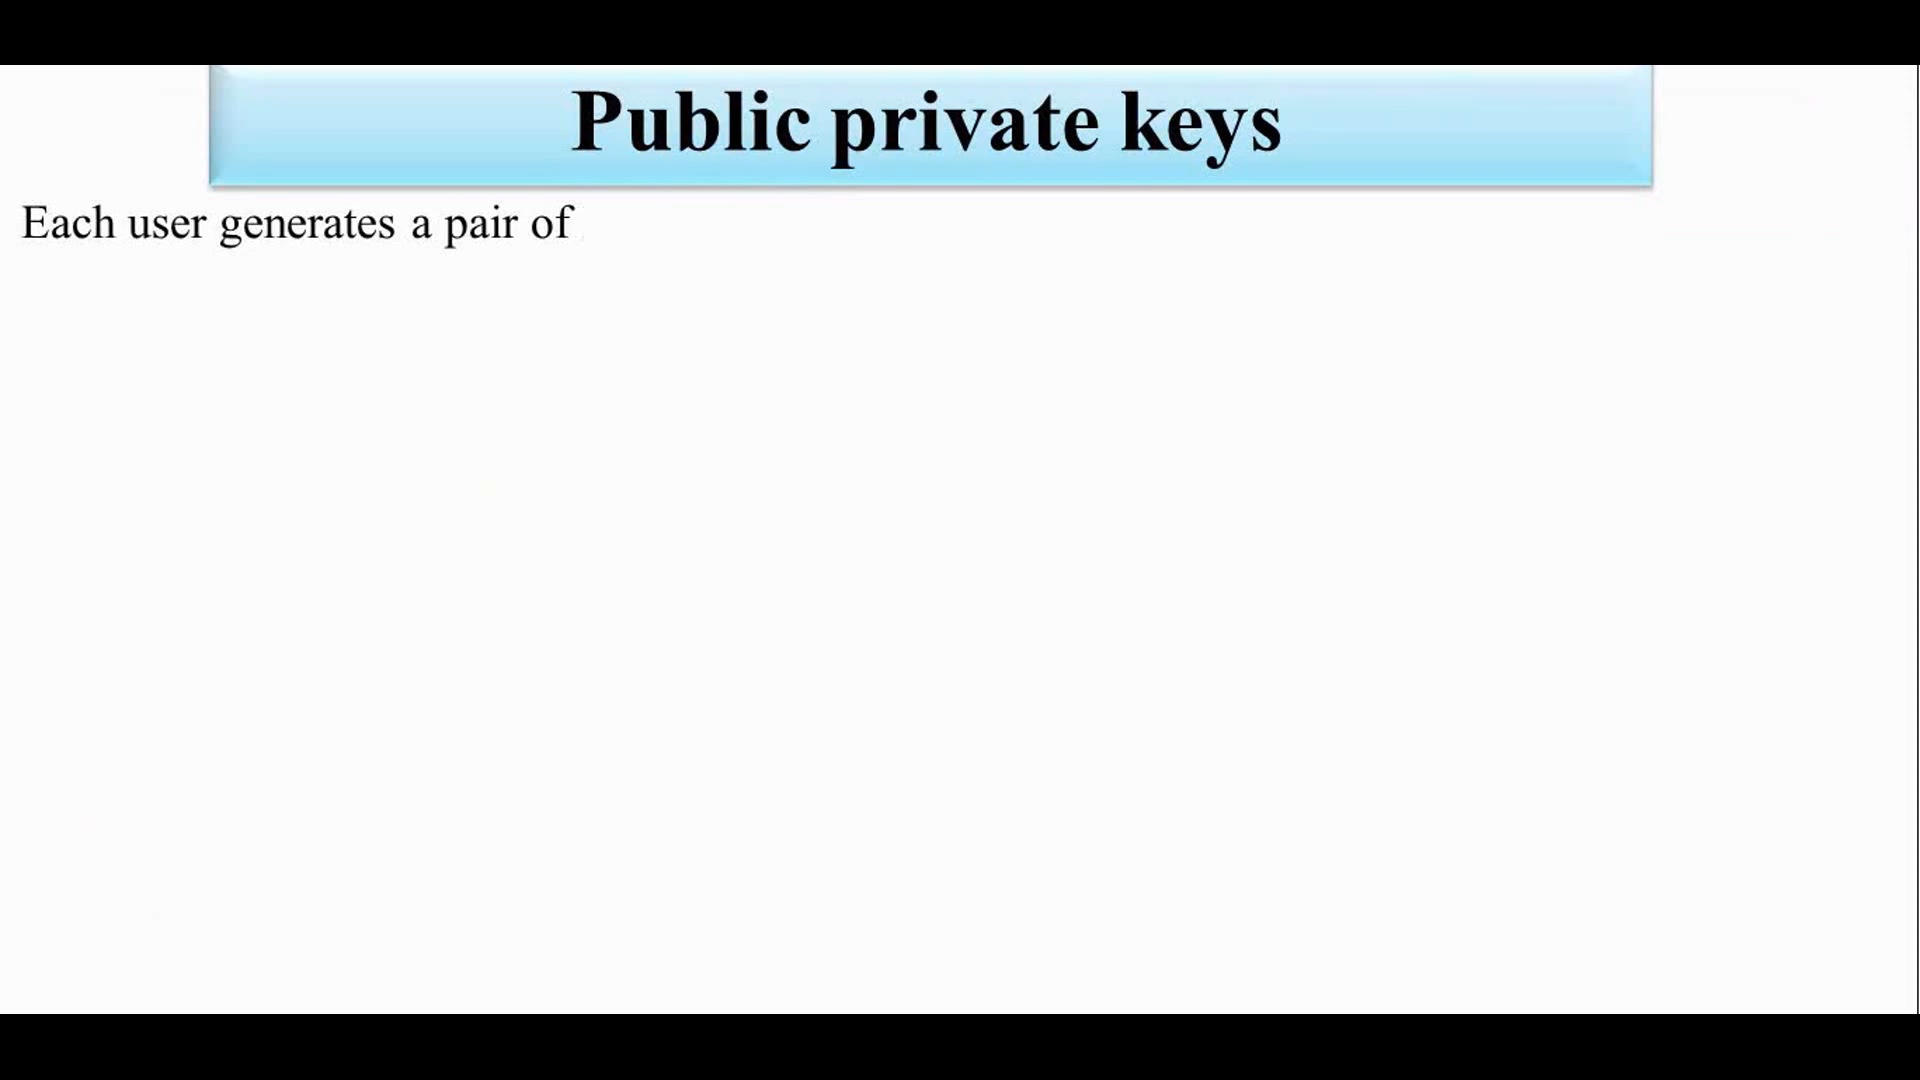 Public private keys
Each user generates a pair of